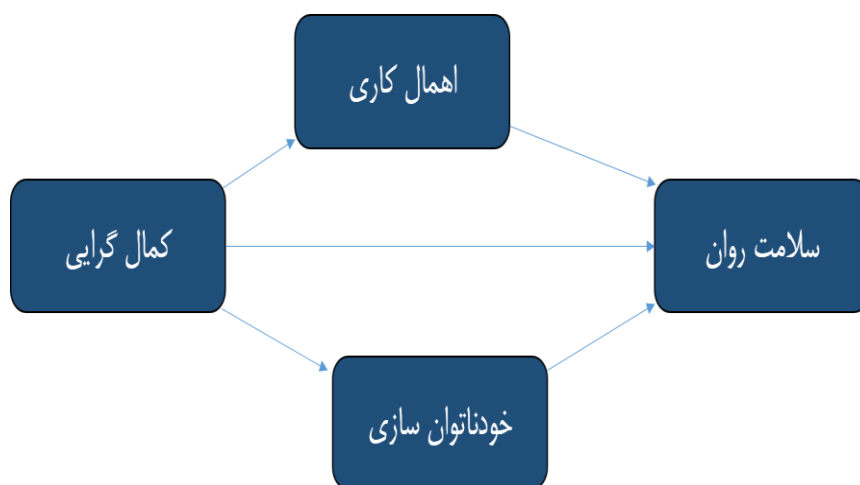 اهمال کاری
کمال گرایی
سلامت روان
خودناتوان سازی